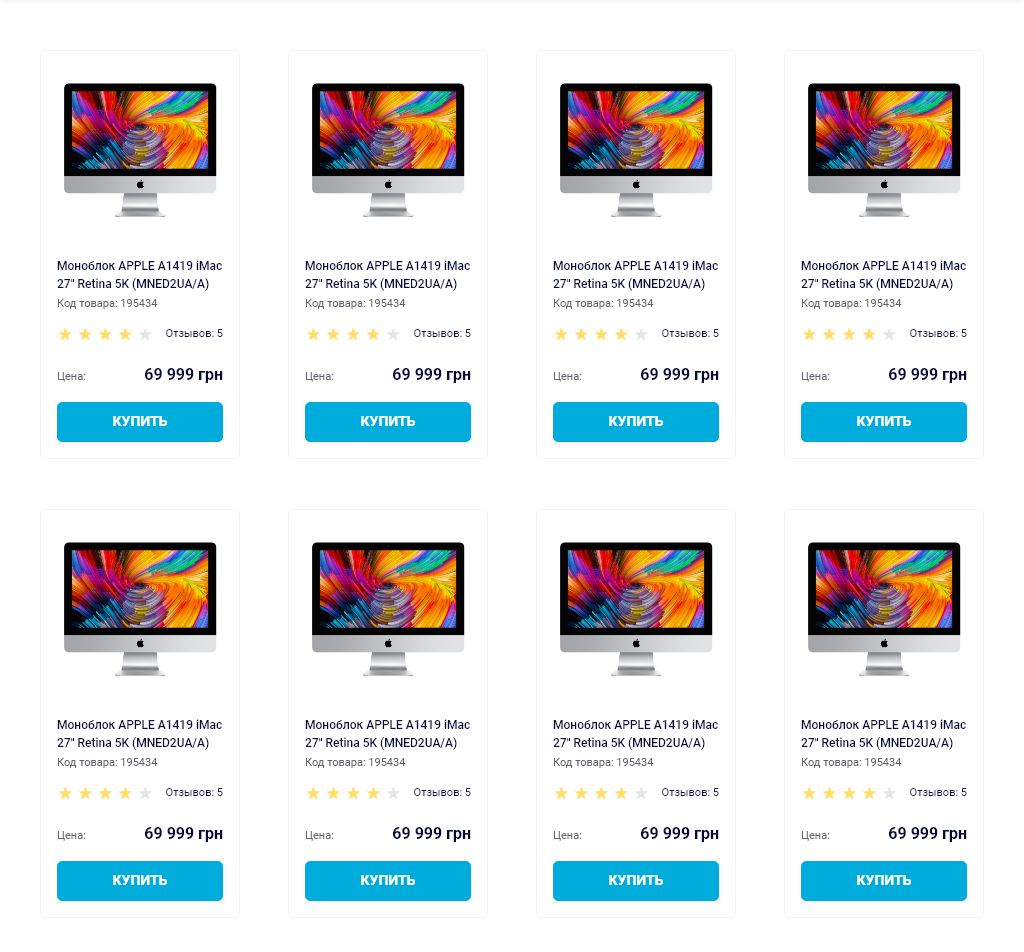 Моноблок APPLE A1419 iMac
27" Retina 5K (MNED2UA/A)
Код товара: 195434
Отзывов: 5
Цена: 69 999 грн
КУПИТЬ
Моноблок APPLE A1419 iMac
27" Retina 5K (MNED2UA/A)
Код товара: 195434
Отзывов: 5
Цена: 69 999 грн
КУПИТЬ
Моноблок APPLE A1419 iMac
27" Retina 5K (MNED2UA/A)
Код товара: 195434
Отзывов: 5
Цена: 69 999 грн
КУПИТЬ
Моноблок APPLE A1419 iMac
27" Retina 5K (MNED2UA/A)
Код товара: 195434
Отзывов: 5
Цена: 69 999 грн
КУПИТЬ
Моноблок APPLE A1419 iMac
27" Retina 5K (MNED2UA/A)
Код товара: 195434
Отзывов: 5
Цена: 69 999 грн
КУПИТЬ
Моноблок APPLE A1419 iMac
27" Retina 5K (MNED2UA/A)
Код товара: 195434
Отзывов: 5
Цена: 69 999 грн
КУПИТЬ
Моноблок APPLE A1419 iMac
27" Retina 5K (MNED2UA/A)
Код товара: 195434
Отзывов: 5
Цена: 69 999 грн
КУПИТЬ
Моноблок APPLE A1419 iMac
27" Retina 5K (MNED2UA/A)
Код товара: 195434
Отзывов: 5
Цена: 69 999 грн
КУПИТЬ